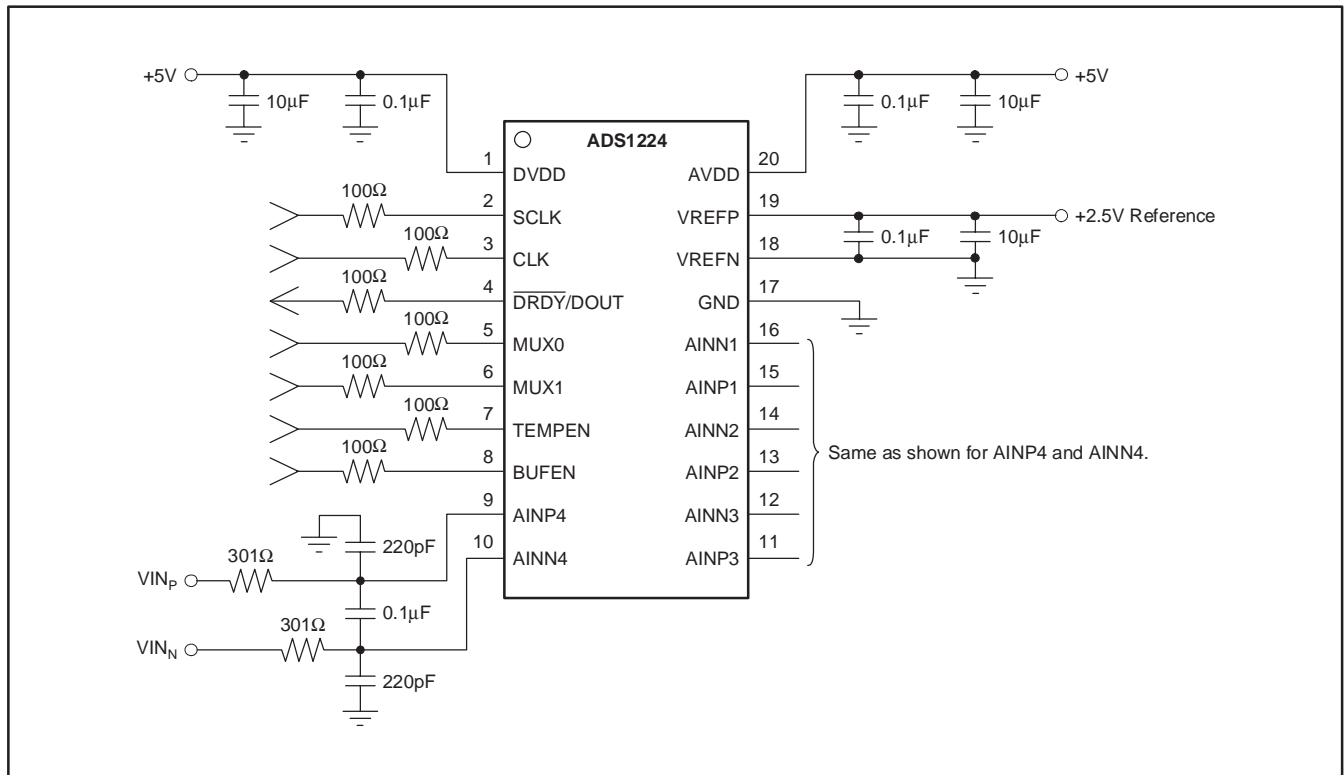 +5V
10µF
0.1µF
0.1µF
10µF
+5V
ADS1224
1
DVDD
AVDD
20
100Ω
2
SCLK
VREFP
19
+2.5V Reference
100Ω
3
CLK
VREFN
18
0.1µF
10µF
100Ω
4
DRDY/DOUT
GND
17
100Ω
5
MUX0
AINN1
16
100Ω
6
MUX1
AINP1
15
100Ω
7
TEMPEN
AINN2
14
100Ω
8
BUFEN
AINP2
13
Same as shown for AINP4 and AINN4.
9
AINP4
AINN3
12
220pF
10
AINN4
AINP3
11
301Ω
VINP
0.1µF
301Ω
VINN
220pF